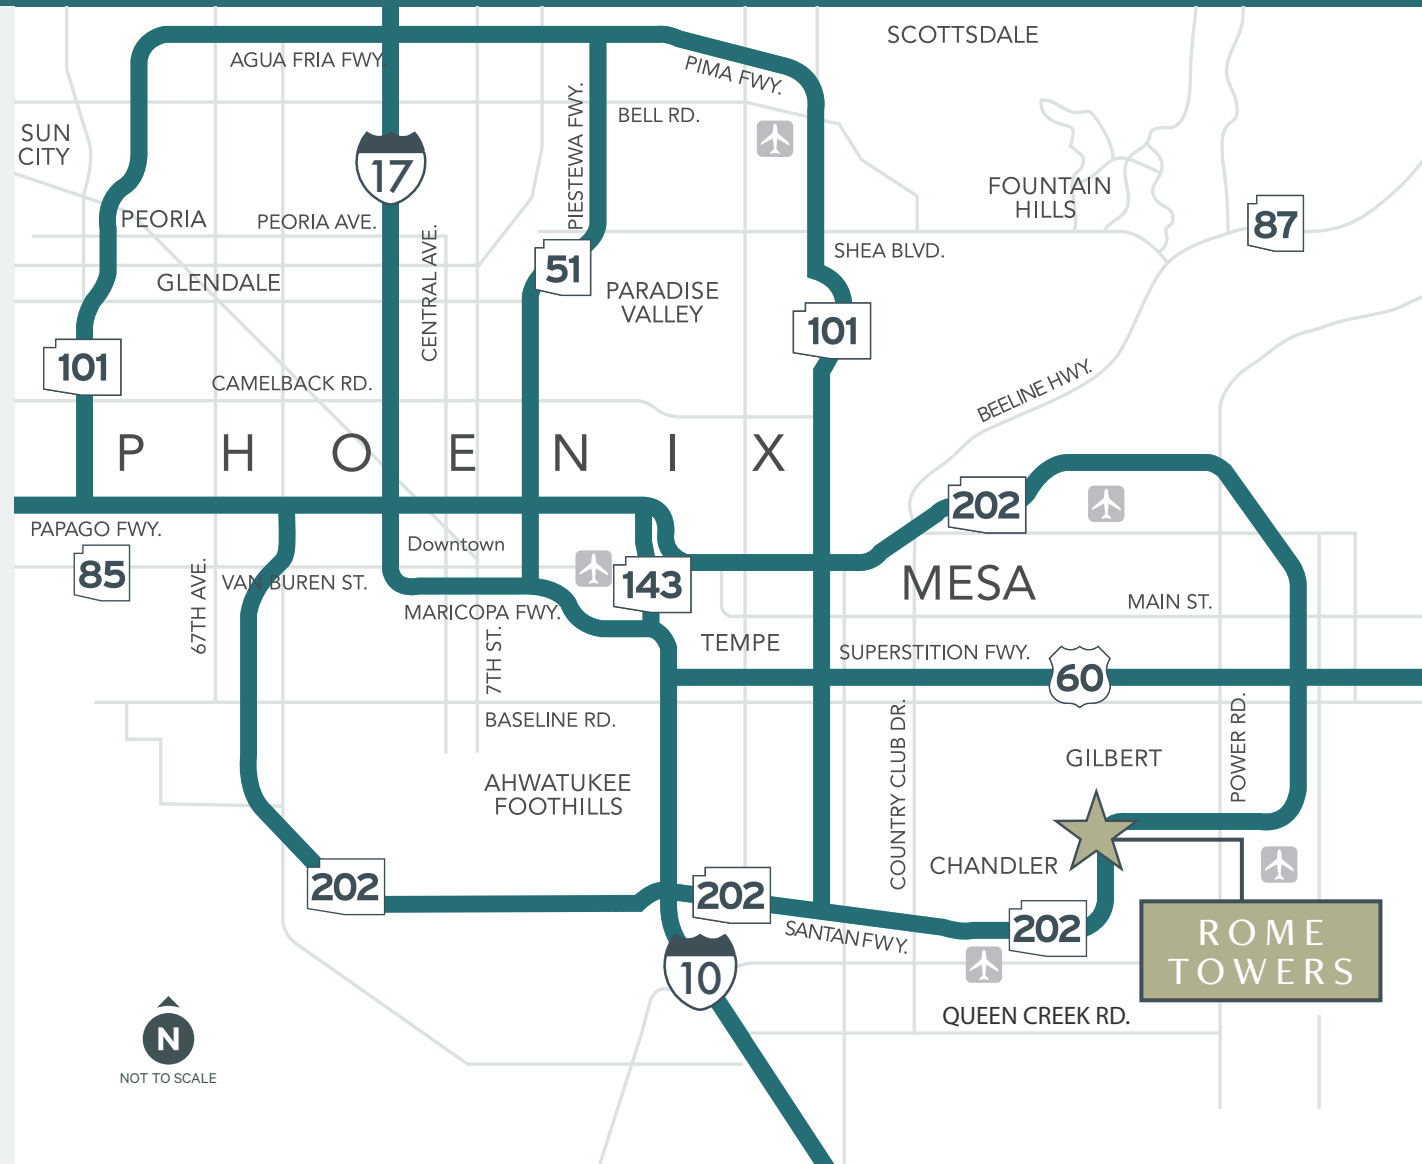 SCOTTSDALE
AGUA FRIA FWY.
PIMA FWY.
PIESTEWA FWY.
BELL RD.
SUN
CITY
17
FOUNTAIN
HILLS
87
PEORIA
PEORIA AVE.
CENTRAL AVE.
SHEA BLVD.
51
GLENDALE
PARADISE
VALLEY
101
101
CAMELBACK RD.
BEELINE HWY.
PHOENIX
202
PAPAGO FWY.
Downtown
85
67TH AVE.
VAN BUREN ST.
143
MESA
MARICOPA FWY.
MAIN ST.
7TH ST.
TEMPE
SUPERSTITION FWY.
60
BASELINE RD.
COUNTRY CLUB DR.
POWER RD.
GILBERT
AHWATUKEE
FOOTHILLS
CHANDLER
202
202
202
SANTAN FWY.
ROME
TOWERS
10
QUEEN CREEK RD.
N
NOT TO SCALE